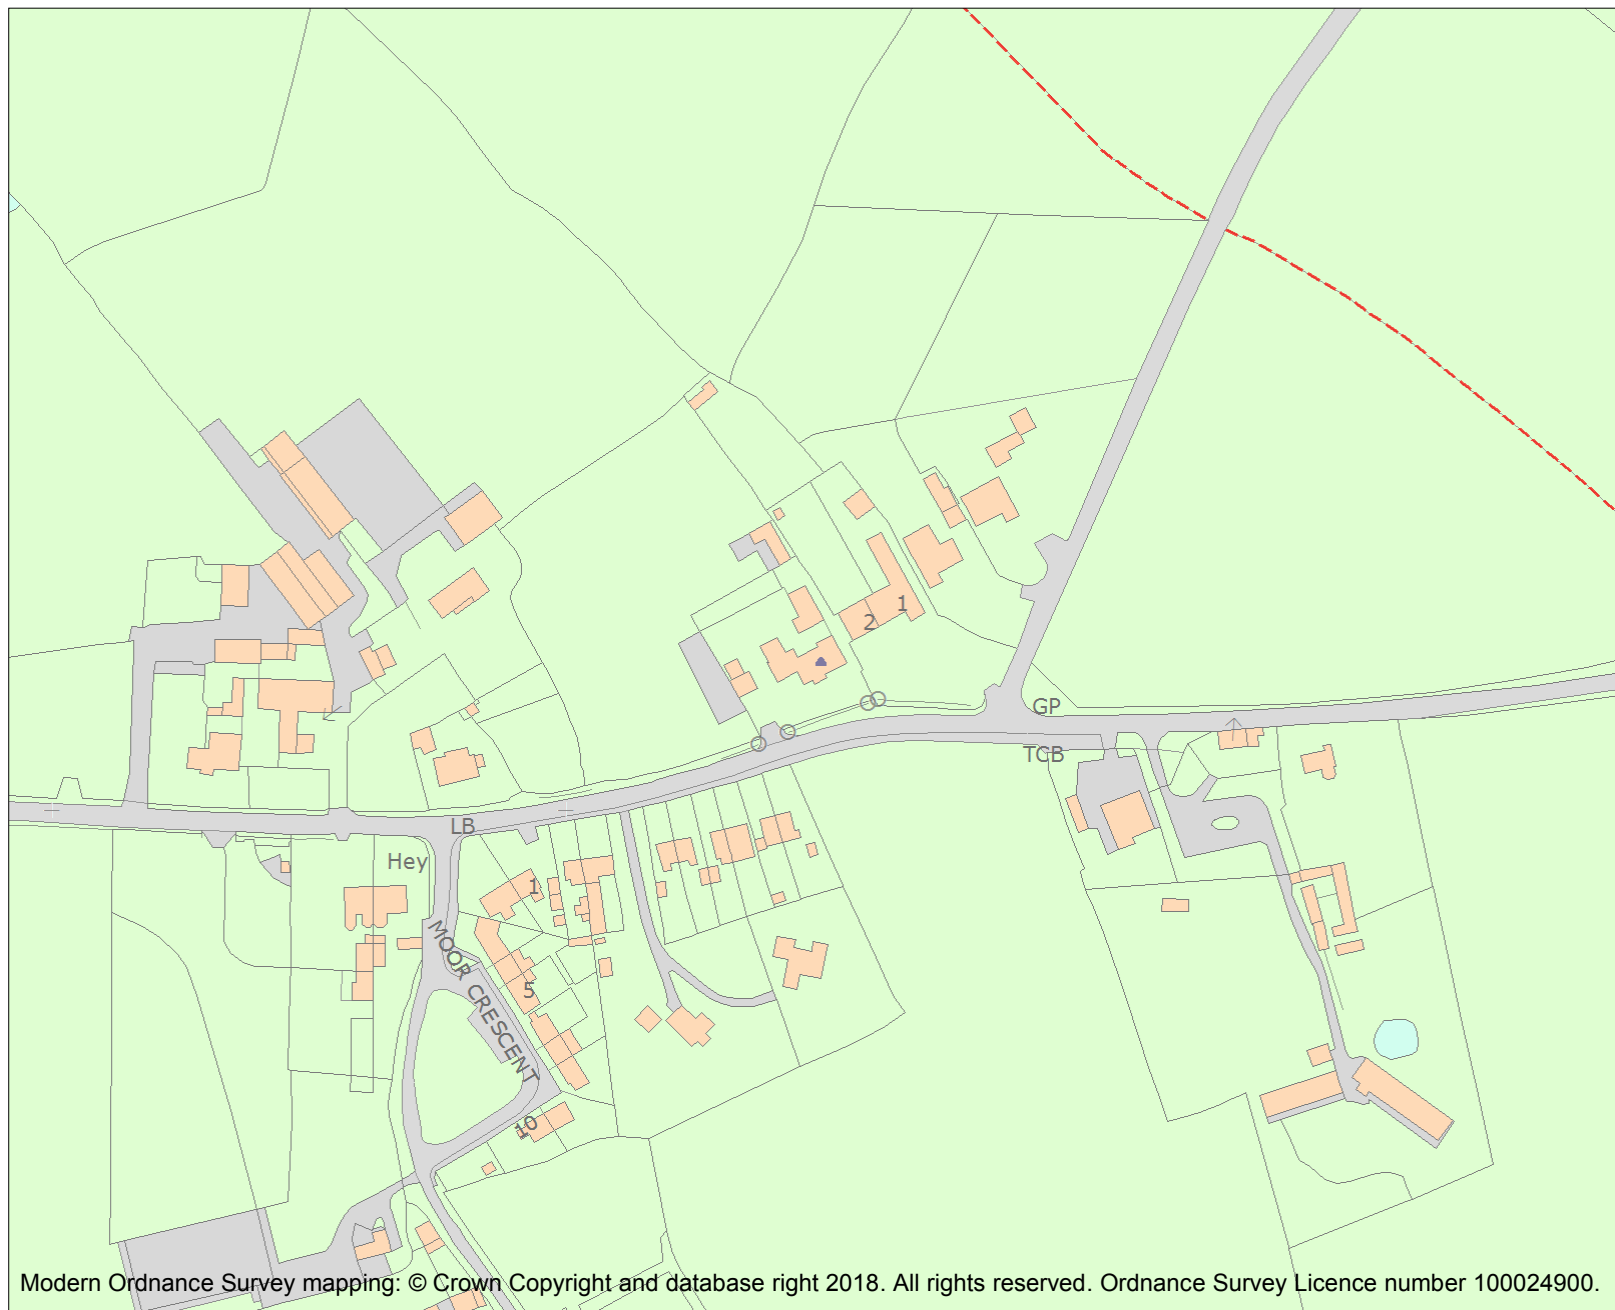 1
2
GP
TCB
LB
Hey
1
MOOR CRESCENT
5
10
Modern Ordnance Survey mapping: © Crown Copyright and database right 2018. All rights reserved. Ordnance Survey Licence number 100024900.